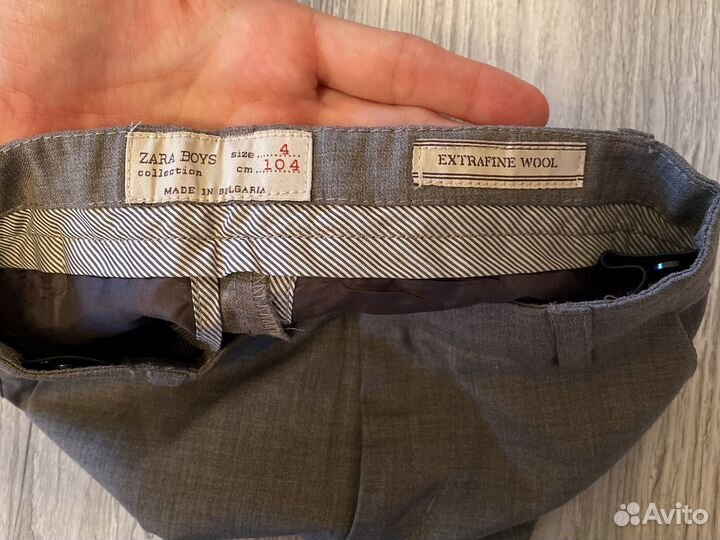 ZARA BOYS size 4
collection cm 104
MADE IN BULGARIA
EXTRAFINE WOOL
Avito